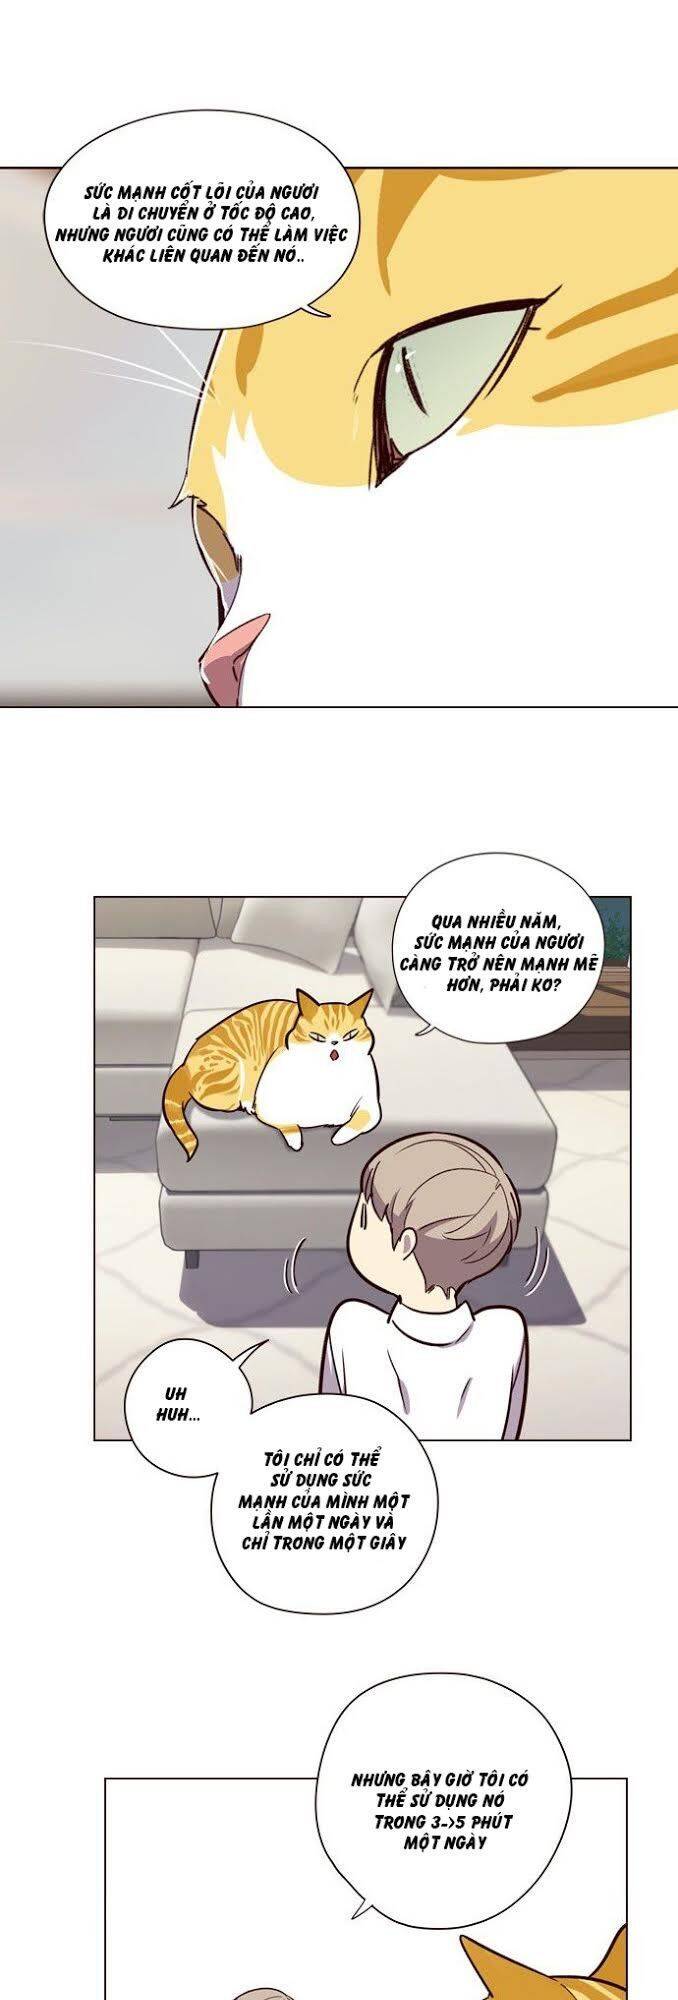 SỨC MẠNH CỐT LÕI CỦA NGƯƠI
LÀ DI CHUYỂN Ở TỐC ĐỘ CAO,
NHƯNG NGƯƠI CŨNG CÓ THỂ LÀM VIỆC
KHÁC LIÊN QUAN ĐẾN NÓ..
QUA NHIỀU NĂM,
SỨC MẠNH CỦA NGƯƠI
CÀNG TRỞ NÊN MẠNH MẼ
HƠN, PHẢI KO?
UH
HUH...
TÔI CHỈ CÓ THỂ
SỬ DỤNG SỨC
MẠNH CỦA MÌNH MỘT
LẦN MỘT NGÀY VÀ
CHỈ TRONG MỘT GIÂY
NHƯNG BÂY GIỜ TÔI CÓ
THỂ SỬ DỤNG NÓ
TRONG 3->5 PHÚT
MỘT NGÀY